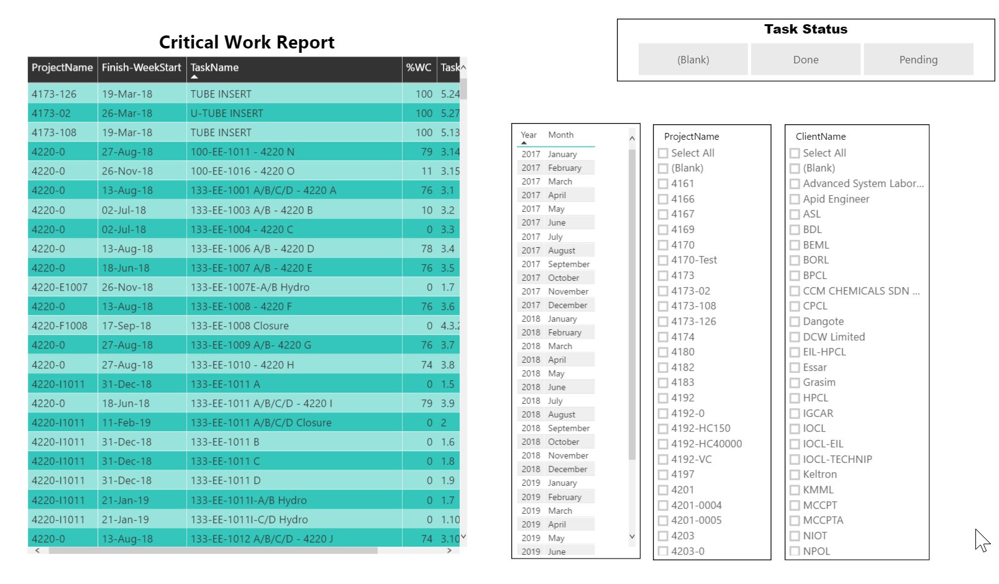 Critical Work Report
ProjectName Finish-WeekStart TaskName %WC Task
4173-126 19-Mar-18 TUBE INSERT 100 5.24
4173-02 26-Mar-18 U-TUBE INSERT 100 5.27
4173-108 19-Mar-18 TUBE INSERT 100 5.13
4220-0 27-Aug-18 100-EE-1011 - 4220 N 79 3.14
4220-0 26-Nov-18 100-EE-1016 - 4220 O 11 3.15
4220-0 13-Aug-18 133-EE-1001 A/B/C/D - 4220 A 76 3.1
4220-0 02-Jul-18 133-EE-1003 A/B - 4220 B 10 3.2
4220-0 02-Jul-18 133-EE-1004 - 4220 C 0 3.3
4220-0 13-Aug-18 133-EE-1006 A/B - 4220 D 78 3.4
4220-0 18-Jun-18 133-EE-1007 A/B - 4220 E 76 3.5
4220-E1007 26-Nov-18 133-EE-1007E-A/B Hydro 0 1.7
4220-0 13-Aug-18 133-EE-1008 - 4220 F 76 3.6
4220-F1008 17-Sep-18 133-EE-1008 Closure 0 4.3.2
4220-0 27-Aug-18 133-EE-1009 A/B- 4220 G 76 3.7
4220-0 27-Aug-18 133-EE-1010 - 4220 H 74 3.8
4220-I1011 31-Dec-18 133-EE-1011 A 0 1.5
4220-0 18-Jun-18 133-EE-1011 A/B/C/D - 4220 I 79 3.9
4220-I1011 11-Feb-19 133-EE-1011 A/B/C/D Closure 0 2
4220-I1011 31-Dec-18 133-EE-1011 B 0 1.6
4220-I1011 31-Dec-18 133-EE-1011 C 0 1.8
4220-I1011 31-Dec-18 133-EE-1011 D 0 1.9
4220-I1011 21-Jan-19 133-EE-1011I-A/B Hydro 0 1.7
4220-I1011 21-Jan-19 133-EE-1011I-C/D Hydro 0 1.10
4220-0 13-Aug-18 133-EE-1012 A/B/C/D - 4220 J 74 3.10
Task Status
(Blank) Done Pending
Year Month
2017 January
2017 February
2017 March
2017 April
2017 May
2017 June
2017 July
2017 August
2017 September
2017 October
2017 November
2017 December
2018 January
2018 February
2018 March
2018 April
2018 May
2018 June
2018 July
2018 August
2018 September
2018 October
2018 November
2018 December
2019 January
2019 February
2019 March
2019 April
2019 May
2019 June
ProjectName
Select All
(Blank)
4161
4166
4167
4169
4170
4170-Test
4173
4173-02
4173-108
4173-126
4174
4180
4182
4183
4192
4192-0
4192-HC150
4192-HC40000
4192-VC
4197
4201
4201-0004
4201-0005
4203
4203-0
ClientName
Select All
(Blank)
Advanced System Labor...
Apid Engineer
ASL
BDL
BEML
BORL
BPCL
CCM CHEMICALS SDN ...
CPCL
Dangote
DCW Limited
EIL-HPCL
Essar
Grasim
HPCL
IGCAR
IOCL
IOCL-EIL
IOCL-TECHNIP
Keltron
KMML
MCCPT
MCCPTA
NIOT
NPOL